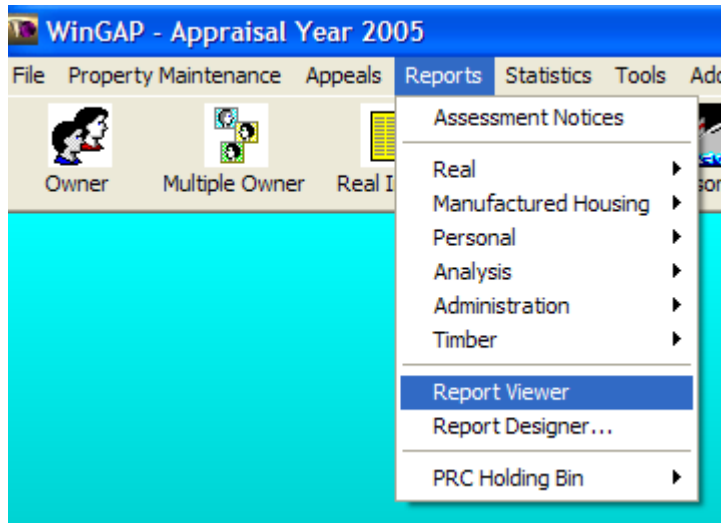 WinGAP - Appraisal Year 2005
File Property Maintenance Appeals Reports Statistics Tools
Owner Multiple Owner Real
Assessment Notices
Real
Manufactured Housing
Personal
Analysis
Administration
Timber
Report Viewer
Report Designer...
PRC Holding Bin